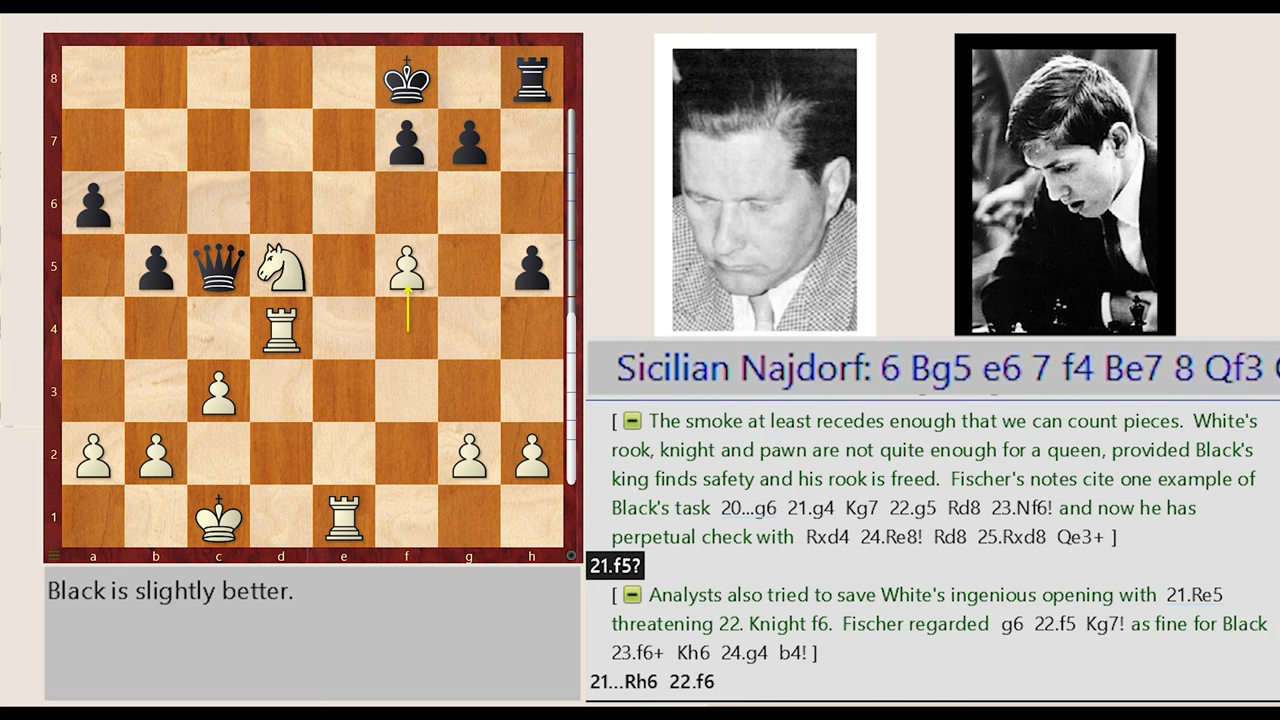 8
7
6
5
4
3
2
1
a b c d e f g h
Black is slightly better.
Sicilian Najdorf: 6 Bg5 e6 7 f4 Be7 8 Qf3
[ The smoke at least recedes enough that we can count pieces. White's
rook, knight and pawn are not quite enough for a queen, provided Black's
king finds safety and his rook is freed. Fischer's notes cite one example of
Black's task 20...g6 21.g4 Kg7 22.g5 Rd8 23.Nf6! and now he has
perpetual check with Rxd4 24.Re8! Rd8 25.Rxd8 Qe3+ ]
21.f5?
[ Analysts also tried to save White's ingenious opening with 21.Re5
threatening 22. Knight f6. Fischer regarded g6 22.f5 Kg7! as fine for Black
23.f6+ Kh6 24.g4 b4! ]
21...Rh6 22.f6